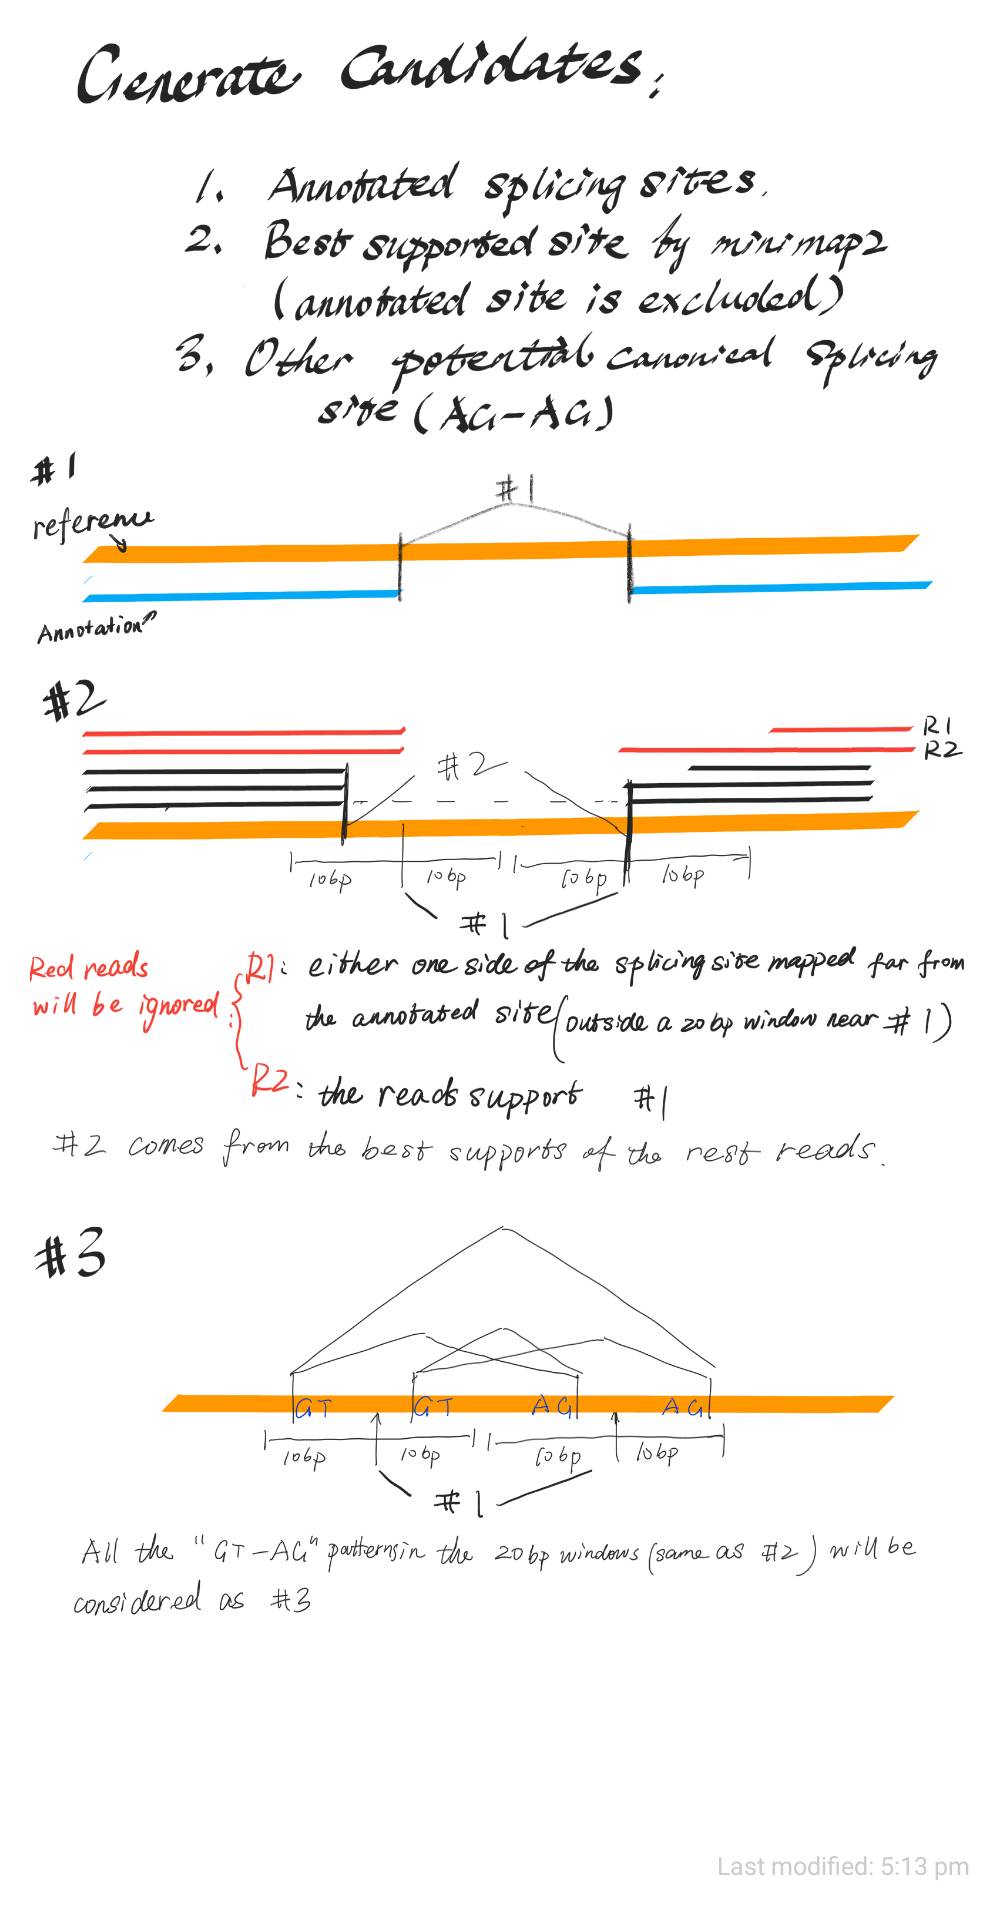 Generate Candidates:
1. Annotated splicing sites.
2. Best supported site by minimap2
(annotated site is excluded)
3. Other potential canonical splicing
site (AG-AG)
#1
#1
reference
Annotation
#2
R1
R2
#2
10bp 10bp 10bp 10bp
#1
Red reads
will be ignored:
R1: either one side of the splicing site mapped far from
the annotated site (outside a 20bp window near #1)
R2: the reads support #1
#2 comes from the best supports of the rest reads.
#3
GT GT AG AG
10bp 10bp 10bp 10bp
#1
All the "GT-AG" patterns in the 20bp windows (same as #2) will be
considered as #3
Last modified: 5:13 pm